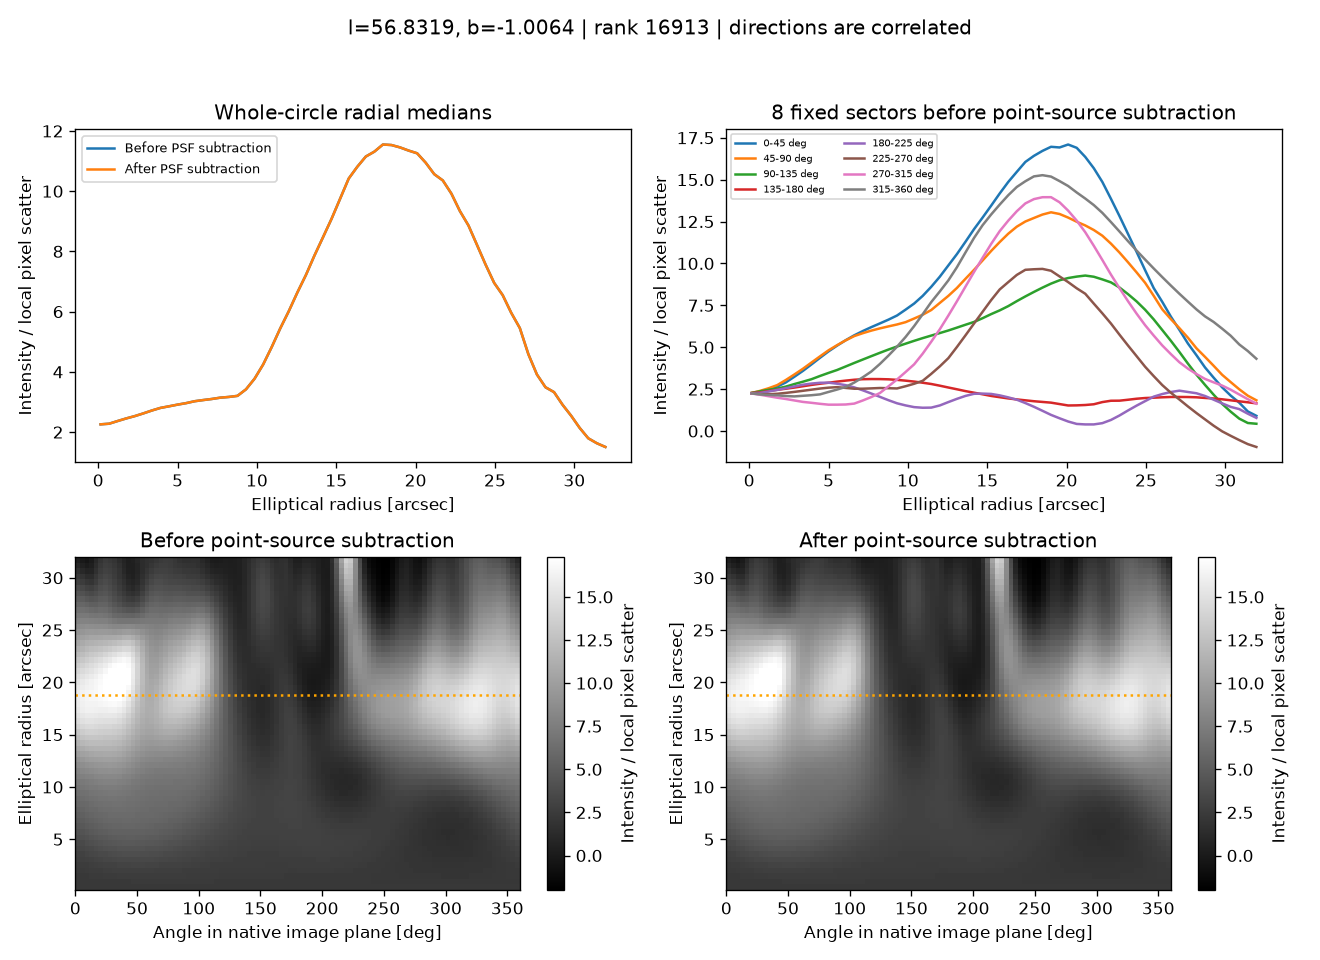 l=56.8319, b=-1.0064 | rank 16913 | directions are correlated
Whole-circle radial medians
Before PSF subtraction
After PSF subtraction
12
10
8
6
4
2
0
5
10
15
20
25
30
Intensity / local pixel scatter
Elliptical radius [arcsec]
8 fixed sectors before point-source subtraction
0-45 deg
45-90 deg
90-135 deg
135-180 deg
180-225 deg
225-270 deg
270-315 deg
315-360 deg
17.5
15.0
12.5
10.0
7.5
5.0
2.5
0.0
0
5
10
15
20
25
30
Intensity / local pixel scatter
Elliptical radius [arcsec]
Before point-source subtraction
30
25
20
15
10
5
0
50
100
150
200
250
300
350
Elliptical radius [arcsec]
Angle in native image plane [deg]
15.0
12.5
10.0
7.5
5.0
2.5
0.0
Intensity / local pixel scatter
After point-source subtraction
30
25
20
15
10
5
0
50
100
150
200
250
300
350
Elliptical radius [arcsec]
Angle in native image plane [deg]
15.0
12.5
10.0
7.5
5.0
2.5
0.0
Intensity / local pixel scatter